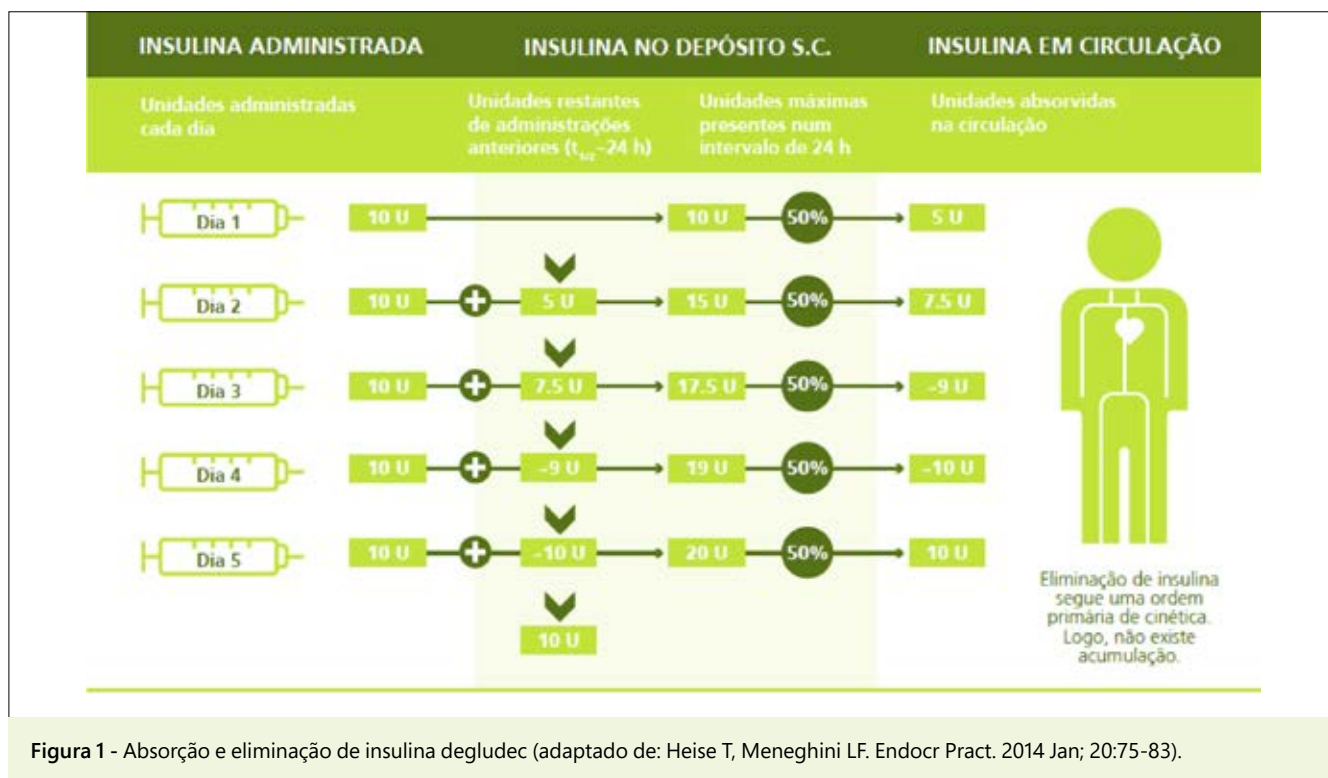 INSULINA ADMINISTRADA
INSULINA NO DEPÓSITO S.C.
INSULINA EM CIRCULAÇÃO
Unidades administradas
cada dia
Unidades restantes
de administrações
anteriores (t1/2~24 h)
Unidades máximas
presentes num
intervalo de 24 h
Unidades absorvidas
na circulação
Dia 1 10 U 10 U 50% 5 U
Dia 2 10 U + 5 U 15 U 50% 7.5 U
Dia 3 10 U + 7.5 U 17.5 U 50% ~9 U
Dia 4 10 U + ~9 U 19 U 50% ~10 U
Dia 5 10 U + ~10 U 20 U 50% 10 U
10 U
Eliminação de insulina
segue uma ordem
primária de cinética.
Logo, não existe
acumulação.
Figura 1 - Absorção e eliminação de insulina degludec (adaptado de: Heise T, Meneghini LF. Endocr Pract. 2014 Jan; 20:75-83).